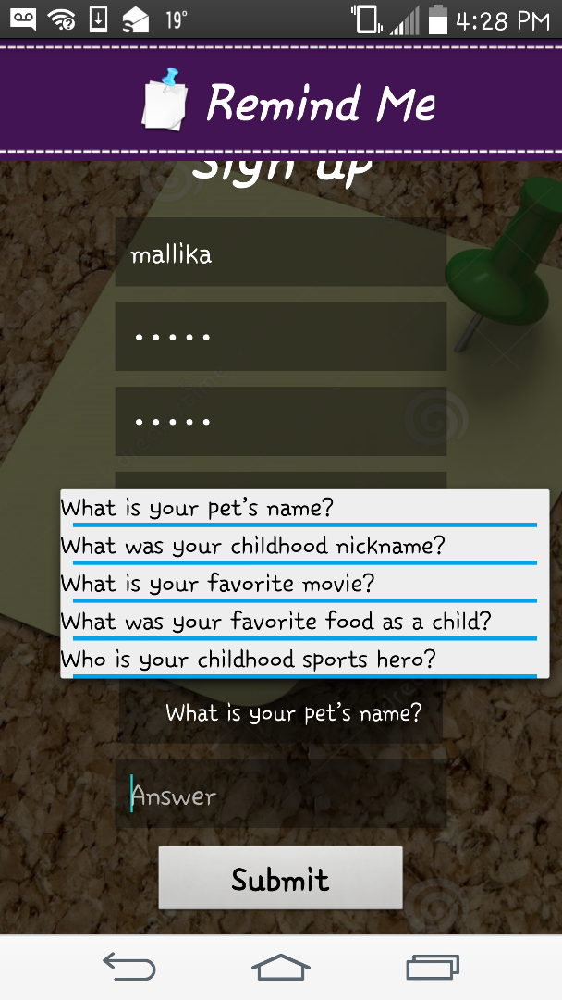 19°
4:28 PM
Remind Me
Sign up
mallika
•••••
•••••
What is your pet's name?
What was your childhood nickname?
What is your favorite movie?
What was your favorite food as a child?
Who is your childhood sports hero?
What is your pet's name?
Answer
Submit